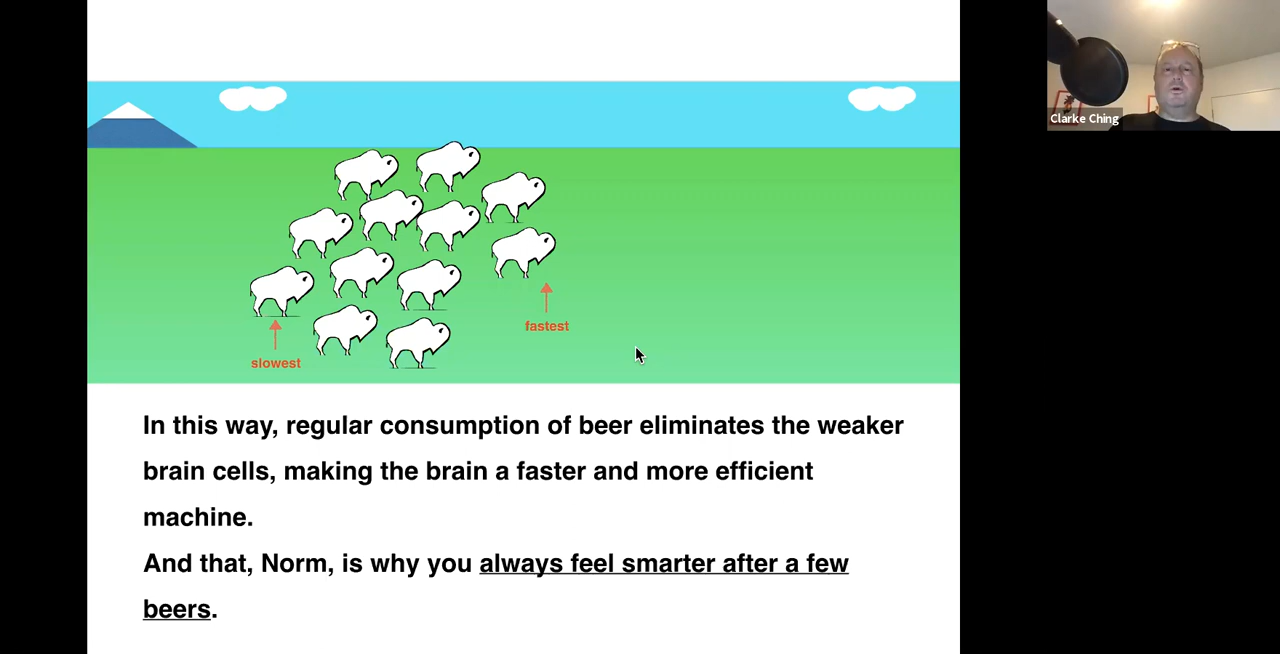 Clarke Ching
fastest
slowest
In this way, regular consumption of beer eliminates the weaker
brain cells, making the brain a faster and more efficient
machine.
And that, Norm, is why you always feel smarter after a few
beers.